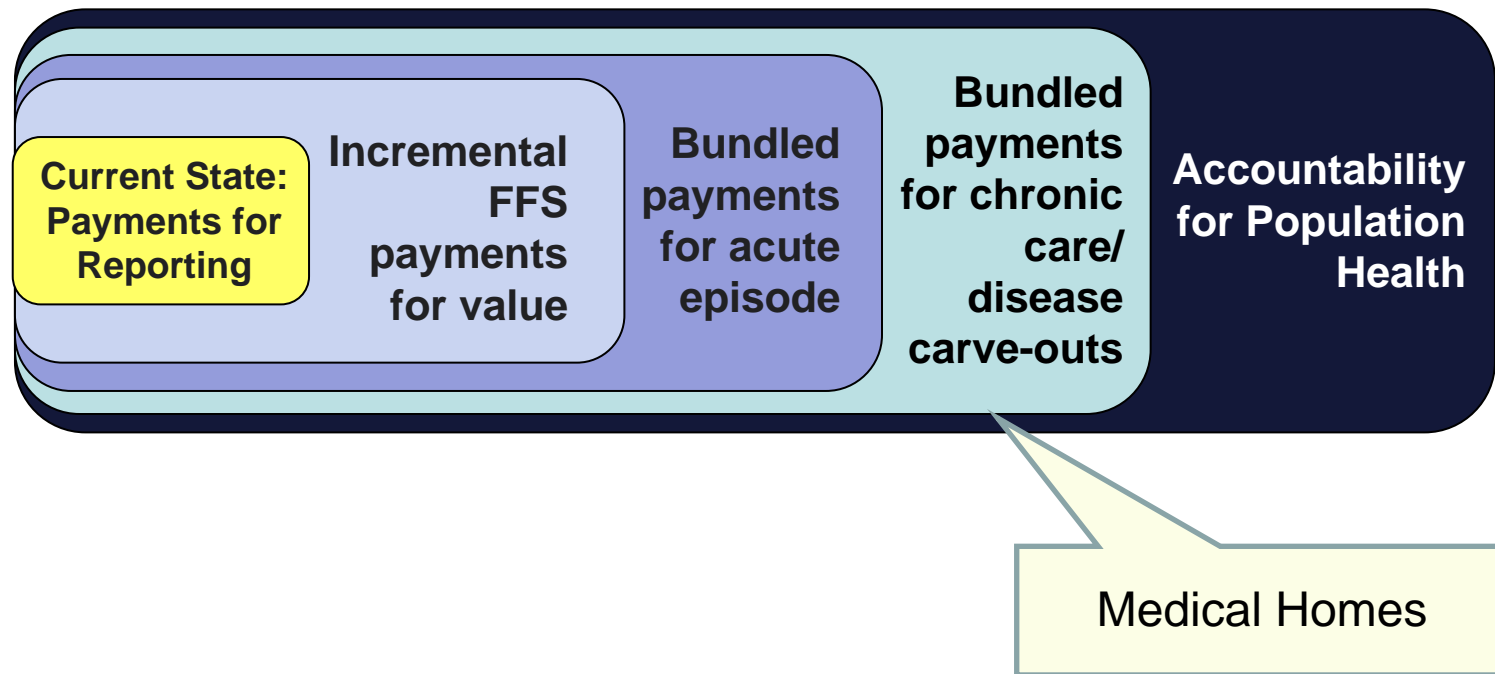 Current State:
Payments for
Reporting
Incremental
FFS
payments
for value
Bundled
payments
for acute
episode
Bundled
payments
for chronic
care/
disease
carve-outs
Accountability
for Population
Health
Medical Homes